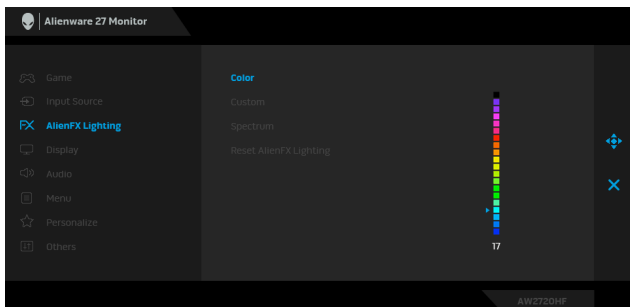 Alienware 27 Monitor
Game
Input Source
AlienFX Lighting
Display
Audio
Menu
Personalize
Others
Color
Custom
Spectrum
Reset AlienFX Lighting
17
AW2720HF